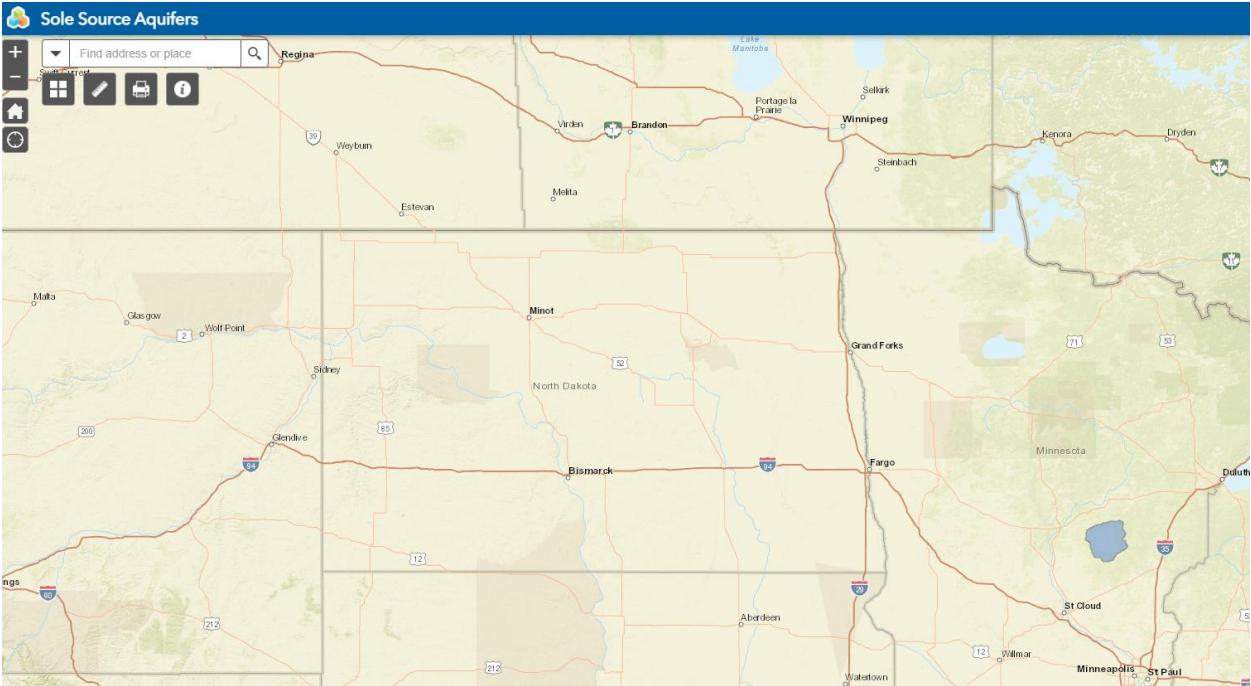 Sole Source Aquifers
Find address or place
Regina
Lake
Manitoba
Selkirk
Portage la
Prairie
Winnipeg
Virden
1
Brandon
Kenora
Dryden
39
Weyburn
Steinbach
Melita
Estevan
Malta
Glasgow
2
Wolf Point
Minot
Grand Forks
71
53
Sidney
52
North Dakota
200
85
Glendive
Minnesota
94
Bismarck
94
Fargo
Duluth
35
12
ngs
90
29
St Cloud
212
Aberdeen
12
Willmar
212
Minneapolis
St Paul
Watertown